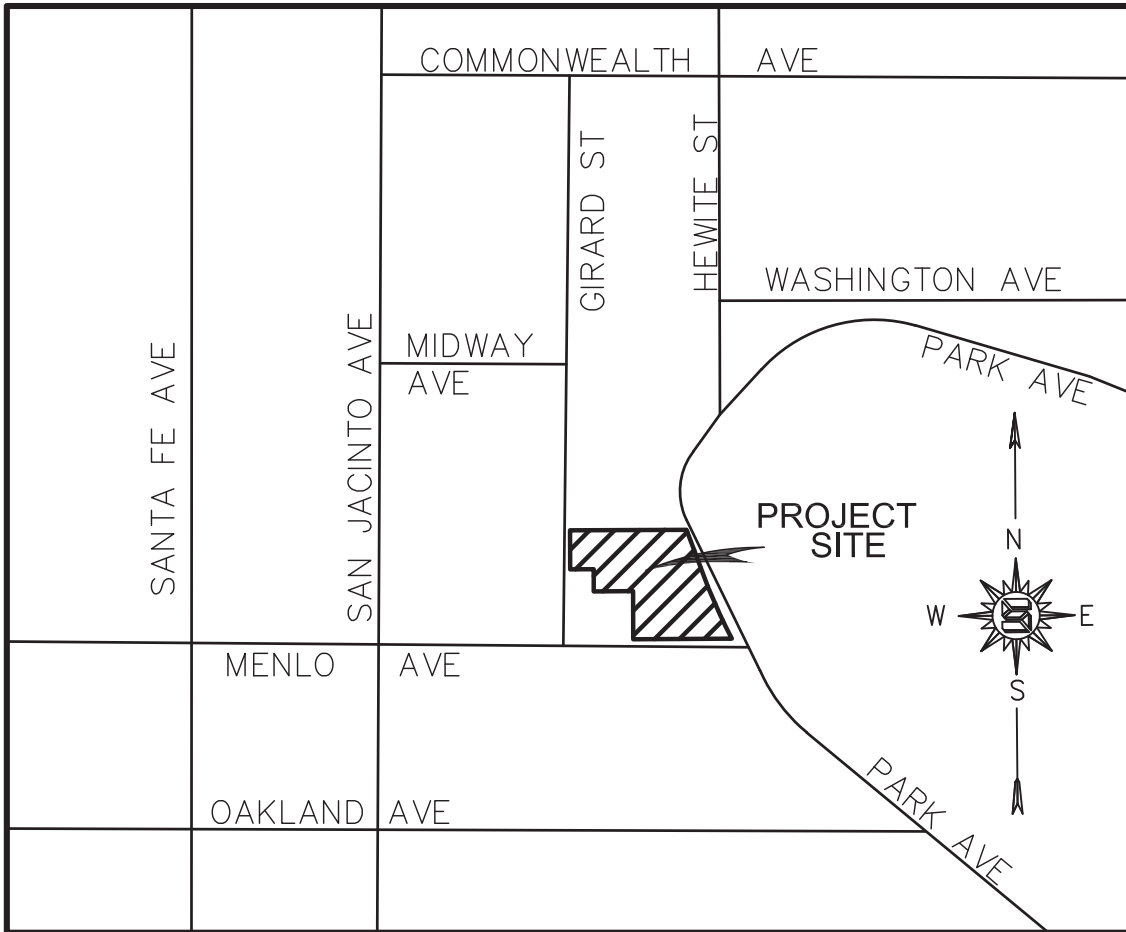 COMMONWEALTH AVE
GIRARD ST
HEWITE ST
WASHINGTON AVE
SANTA FE AVE
SAN JACINTO AVE
MIDWAY
AVE
PARK AVE
PROJECT
SITE
N
W E
S
MENLO AVE
OAKLAND AVE
PARK AVE